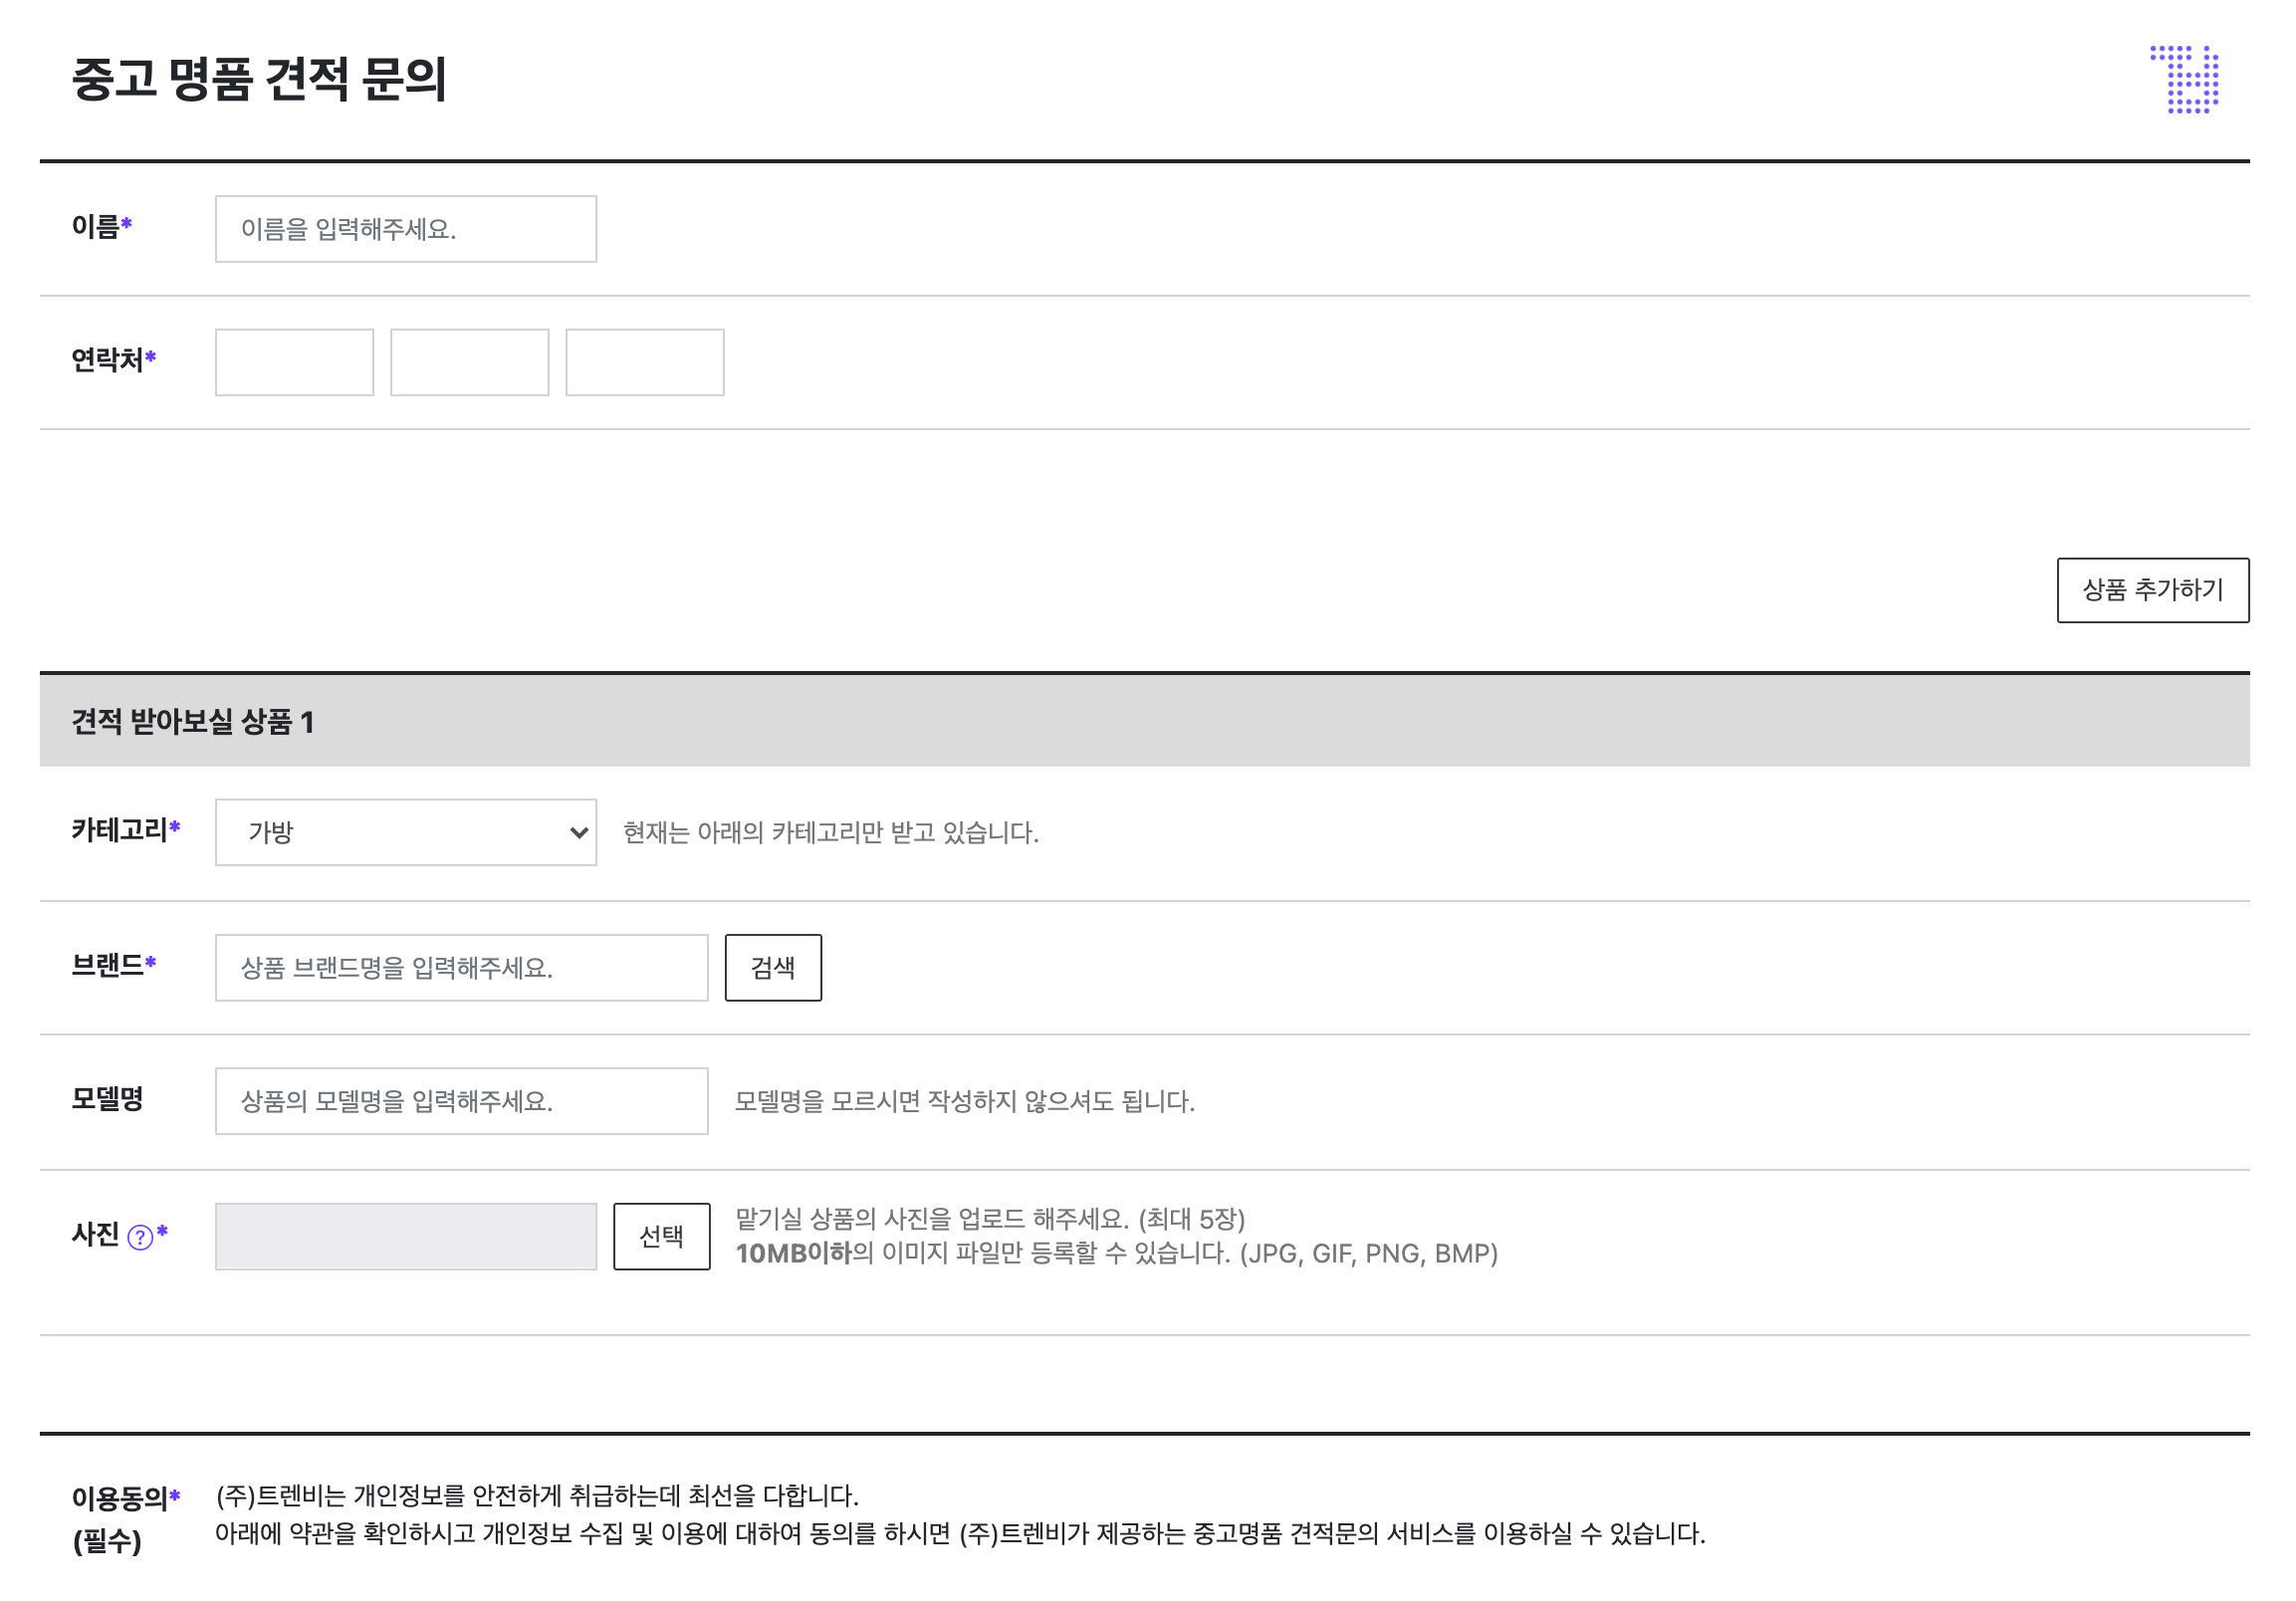 중고 명품 견적 문의
이름*
이름을 입력해주세요.
연락처*
상품 추가하기
견적 받아보실 상품 1
카테고리*
가방
현재는 아래의 카테고리만 받고 있습니다.
브랜드*
상품 브랜드명을 입력해주세요.
검색
모델명
상품의 모델명을 입력해주세요.
모델명을 모르시면 작성하지 않으셔도 됩니다.
사진 ?*
선택
맡기실 상품의 사진을 업로드 해주세요. (최대 5장)
10MB이하의 이미지 파일만 등록할 수 있습니다. (JPG, GIF, PNG, BMP)
이용동의*
(필수)
(주)트렌비는 개인정보를 안전하게 취급하는데 최선을 다합니다.
아래에 약관을 확인하시고 개인정보 수집 및 이용에 대하여 동의를 하시면 (주)트렌비가 제공하는 중고명품 견적문의 서비스를 이용하실 수 있습니다.